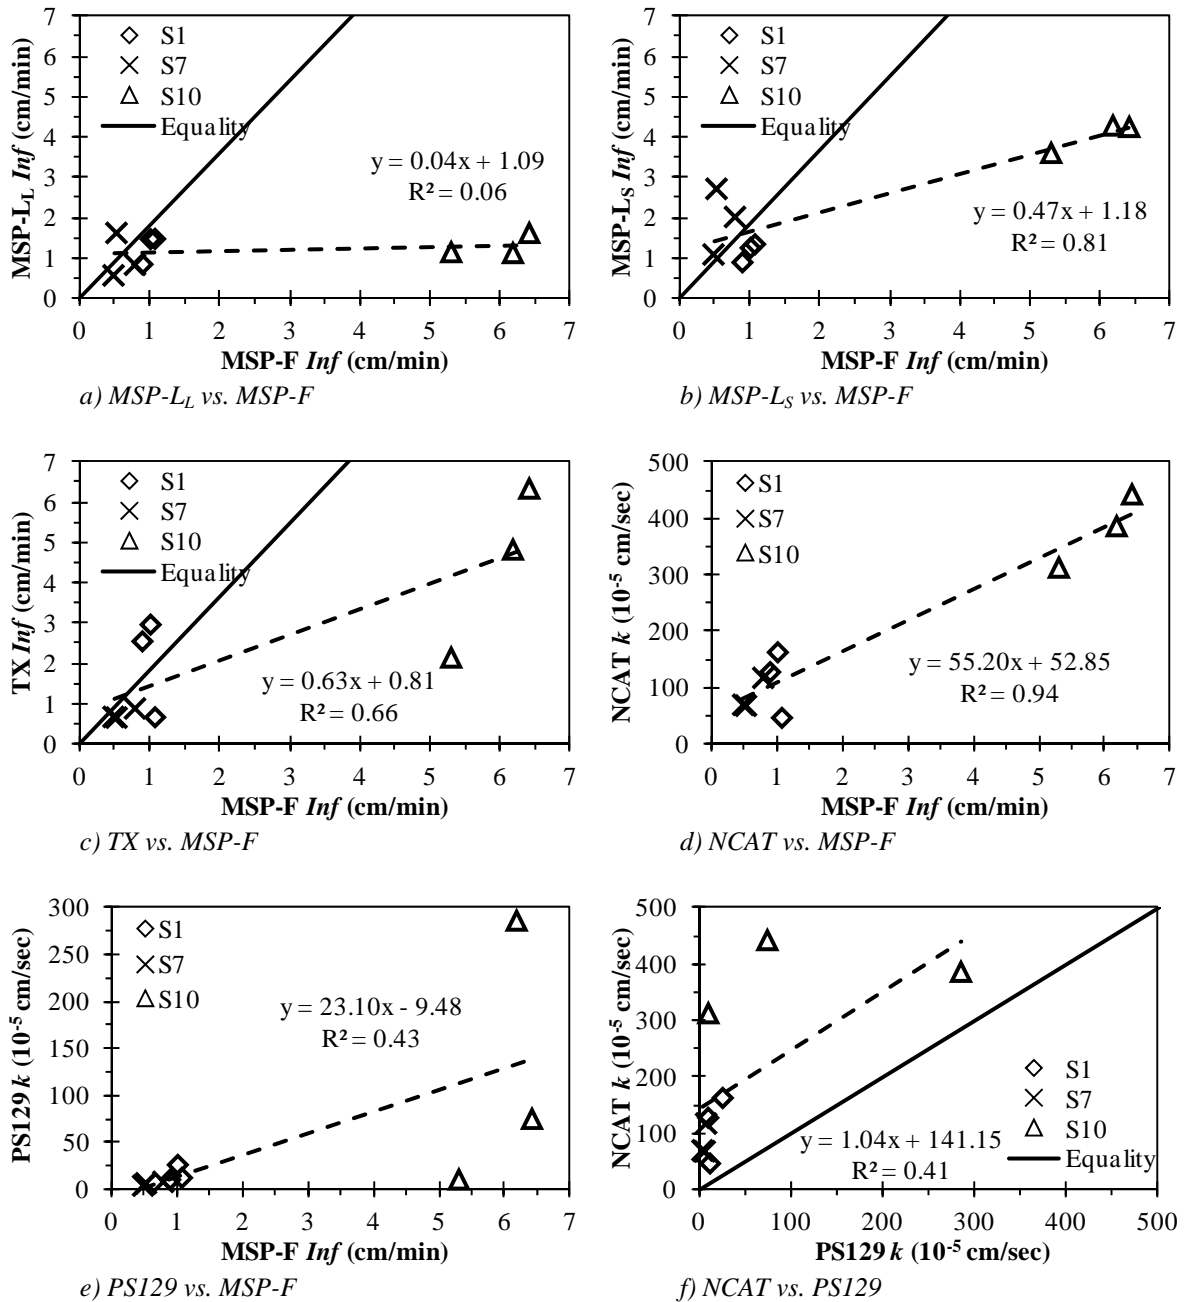 MSP-L_L Inf (cm/min)
7
6
5
4
3
2
1
0
S1
S7
S10
Equality
y = 0.04x + 1.09
R² = 0.06
0 1 2 3 4 5 6 7
MSP-F Inf (cm/min)
a) MSP-L_L vs. MSP-F
MSP-L_S Inf (cm/min)
7
6
5
4
3
2
1
0
S1
S7
S10
Equality
y = 0.47x + 1.18
R² = 0.81
0 1 2 3 4 5 6 7
MSP-F Inf (cm/min)
b) MSP-L_S vs. MSP-F
TX Inf (cm/min)
7
6
5
4
3
2
1
0
S1
S7
S10
Equality
y = 0.63x + 0.81
R² = 0.66
0 1 2 3 4 5 6 7
MSP-F Inf (cm/min)
c) TX vs. MSP-F
NCAT k (10⁻⁵ cm/sec)
500
400
300
200
100
0
S1
S7
S10
y = 55.20x + 52.85
R² = 0.94
0 1 2 3 4 5 6 7
MSP-F Inf (cm/min)
d) NCAT vs. MSP-F
PS129 k (10⁻⁵ cm/sec)
300
250
200
150
100
50
0
S1
S7
S10
y = 23.10x - 9.48
R² = 0.43
0 1 2 3 4 5 6 7
MSP-F Inf (cm/min)
e) PS129 vs. MSP-F
NCAT k (10⁻⁵ cm/sec)
500
400
300
200
100
0
S1
S7
S10
Equality
y = 1.04x + 141.15
R² = 0.41
0 100 200 300 400 500
PS129 k (10⁻⁵ cm/sec)
f) NCAT vs. PS129